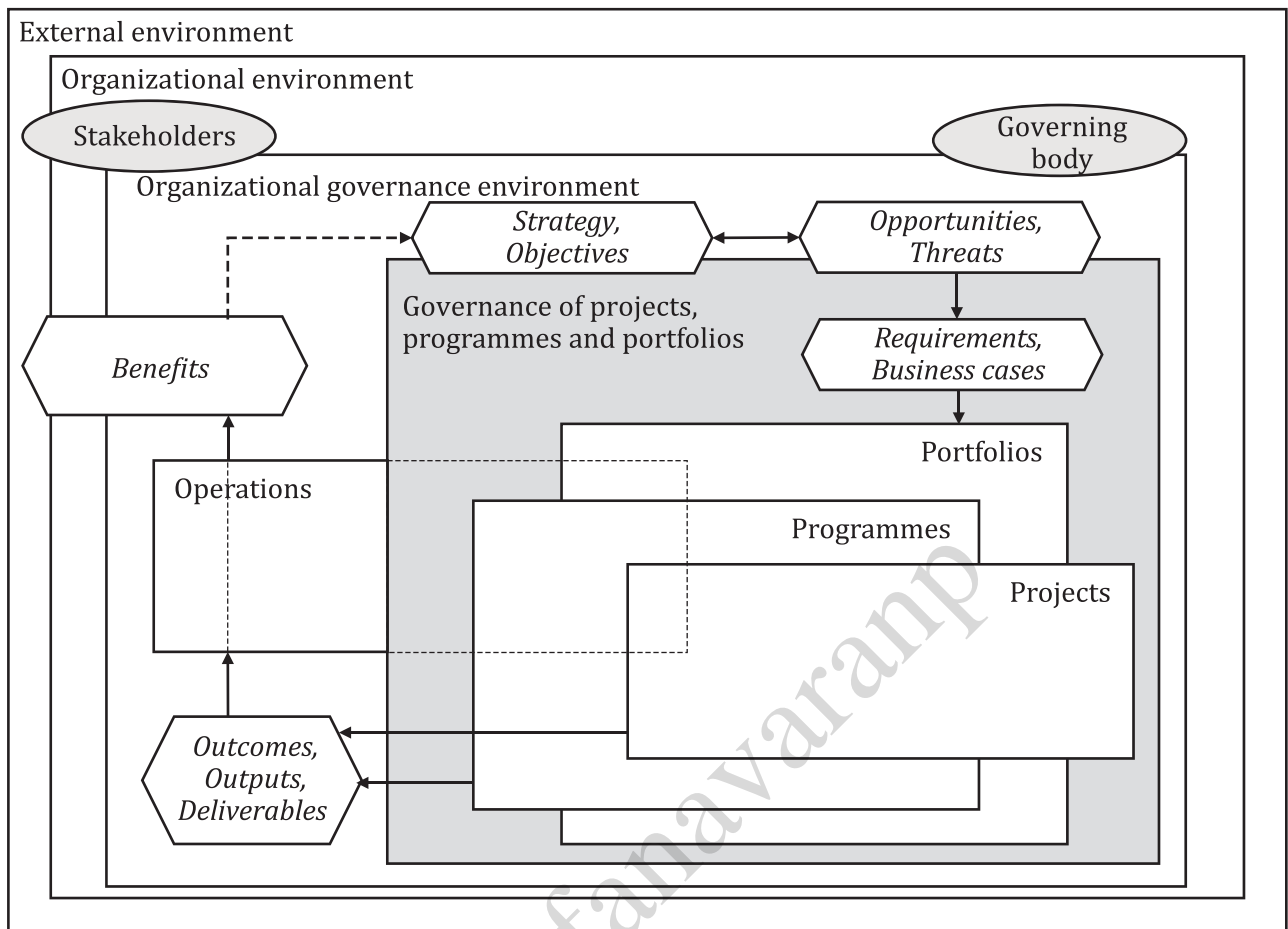 External environment
Organizational environment
Stakeholders
Governing
body
Organizational governance environment
Strategy,
Objectives
Opportunities,
Threats
Governance of projects,
programmes and portfolios
Requirements,
Business cases
Benefits
Portfolios
Operations
Programmes
Projects
Outcomes,
Outputs,
Deliverables
fanavaranp